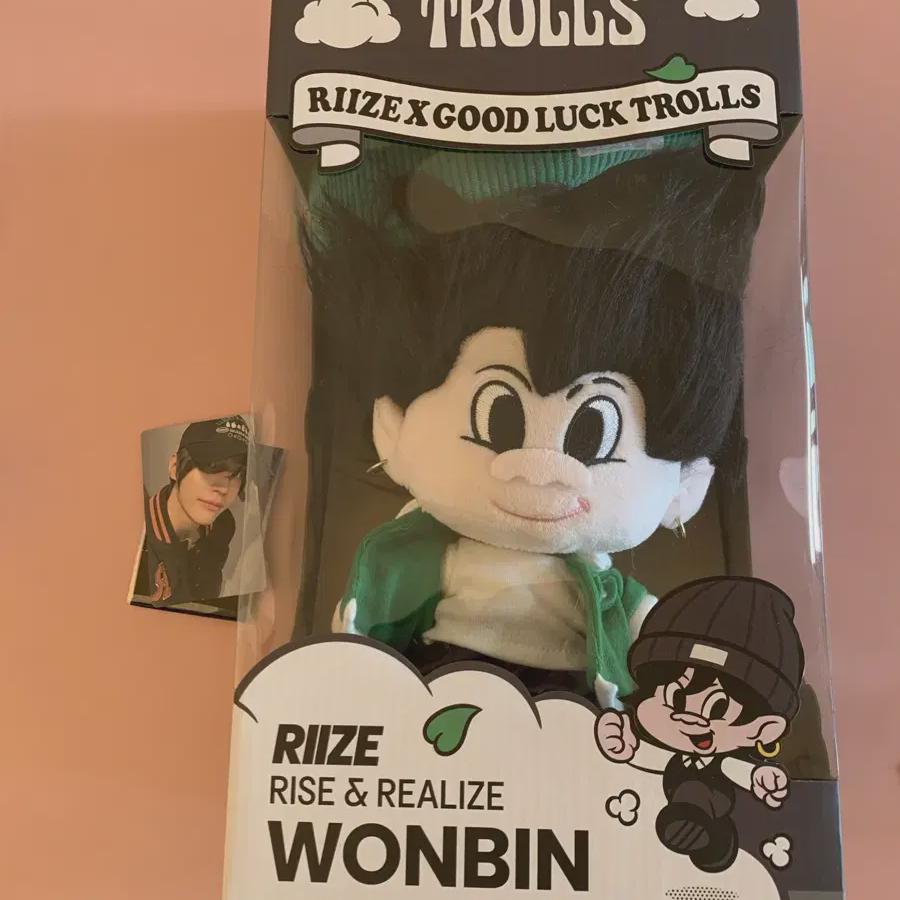 TROLLS
RIIZE X GOOD LUCK TROLLS
RIIZE
RISE & REALIZE
WONBIN